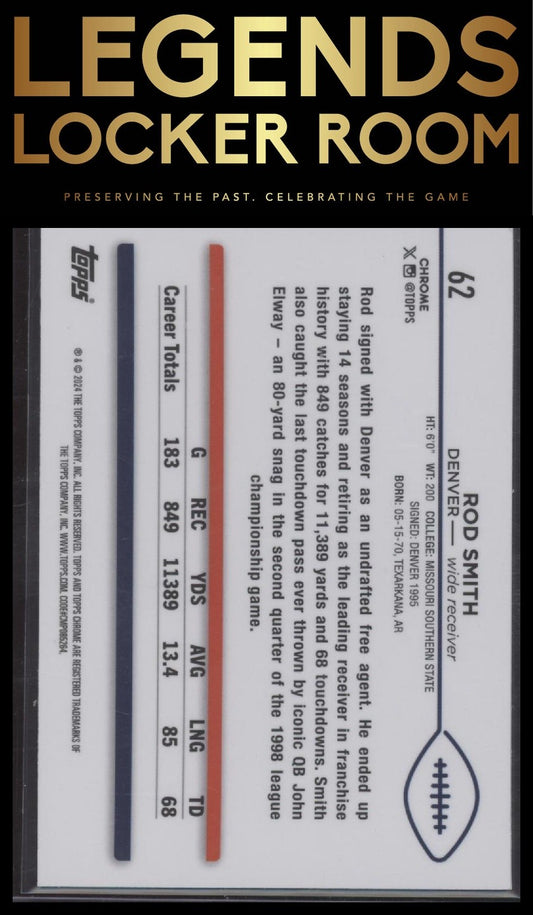 LEGENDS
LOCKER ROOM
PRESERVING THE PAST. CELEBRATING THE GAME
62
CHROME
@TOPPS
ROD SMITH
DENVER — wide receiver
HT: 6'0" WT: 200 COLLEGE: MISSOURI SOUTHERN STATE
SIGNED: DENVER 1995
BORN: 05-15-70, TEXARKANA, AR
Rod signed with Denver as an undrafted free agent. He ended up
staying 14 seasons and retiring as the leading receiver in franchise
history with 849 catches for 11,389 yards and 68 touchdowns. Smith
also caught the last touchdown pass ever thrown by iconic QB John
Elway – an 80-yard snag in the second quarter of the 1998 league
championship game.
G REC YDS AVG LNG TD
Career Totals 183 849 11389 13.4 85 68
topps®
® & © 2024 THE TOPPS COMPANY, INC. ALL RIGHTS RESERVED. TOPPS AND TOPPS CHROME ARE REGISTERED TRADEMARKS OF
THE TOPPS COMPANY, INC. WWW.TOPPS.COM. CODE#CMP086264.